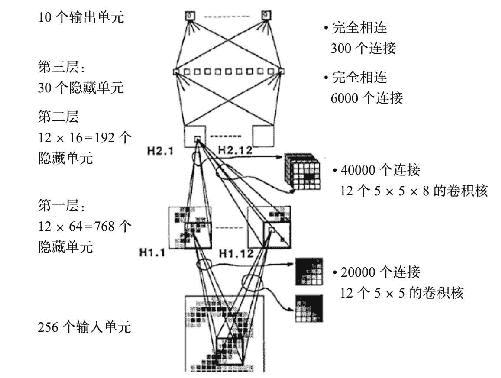 10 个输出单元
• 完全相连
300 个连接
第三层：
30 个隐藏单元
• 完全相连
6000 个连接
第二层
12 × 16=192 个
隐藏单元
H2.1
H2.12
• 40000 个连接
12个 5 × 5 × 8 的卷积核
第一层：
12 × 64=768 个
隐藏单元
H1.1
H1.12
• 20000 个连接
12 个 5 × 5 的卷积核
256 个输入单元